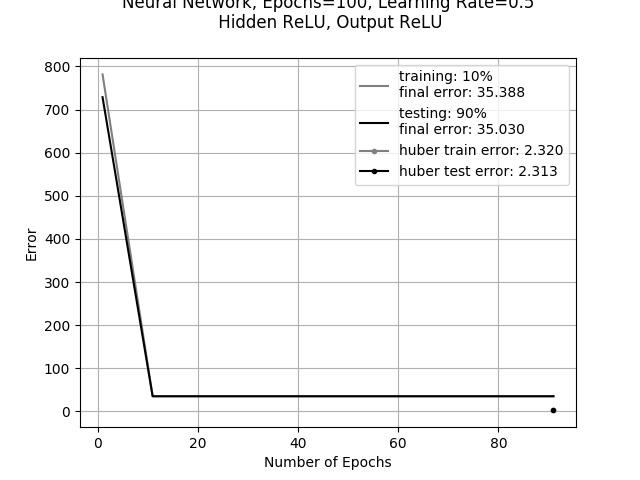 Neural Network, Epochs=100, Learning Rate=0.5
Hidden ReLU, Output ReLU
800
700
600
500
400
300
200
100
0
Error
training: 10%
final error: 35.388
testing: 90%
final error: 35.030
huber train error: 2.320
huber test error: 2.313
0 20 40 60 80
Number of Epochs